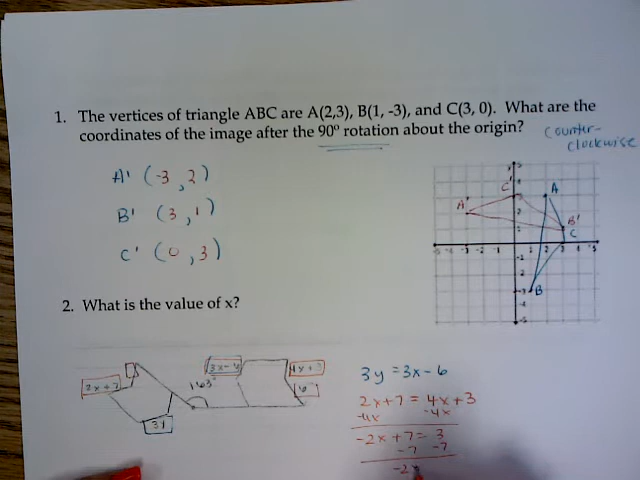 1. The vertices of triangle ABC are A(2,3), B(1, -3), and C(3, 0). What are the
coordinates of the image after the 90° rotation about the origin?
Counter-
clockwise
A' (-3, 2)
B' (3, 1)
C' (0, 3)
A'
C'
A
B'
C
B
2. What is the value of x?
2x+7
3y
163°
4x+3
3y = 3x - 6
2x+7 = 4x+3
-4x -4x
-2x +7 = 3
-7 -7
-2x